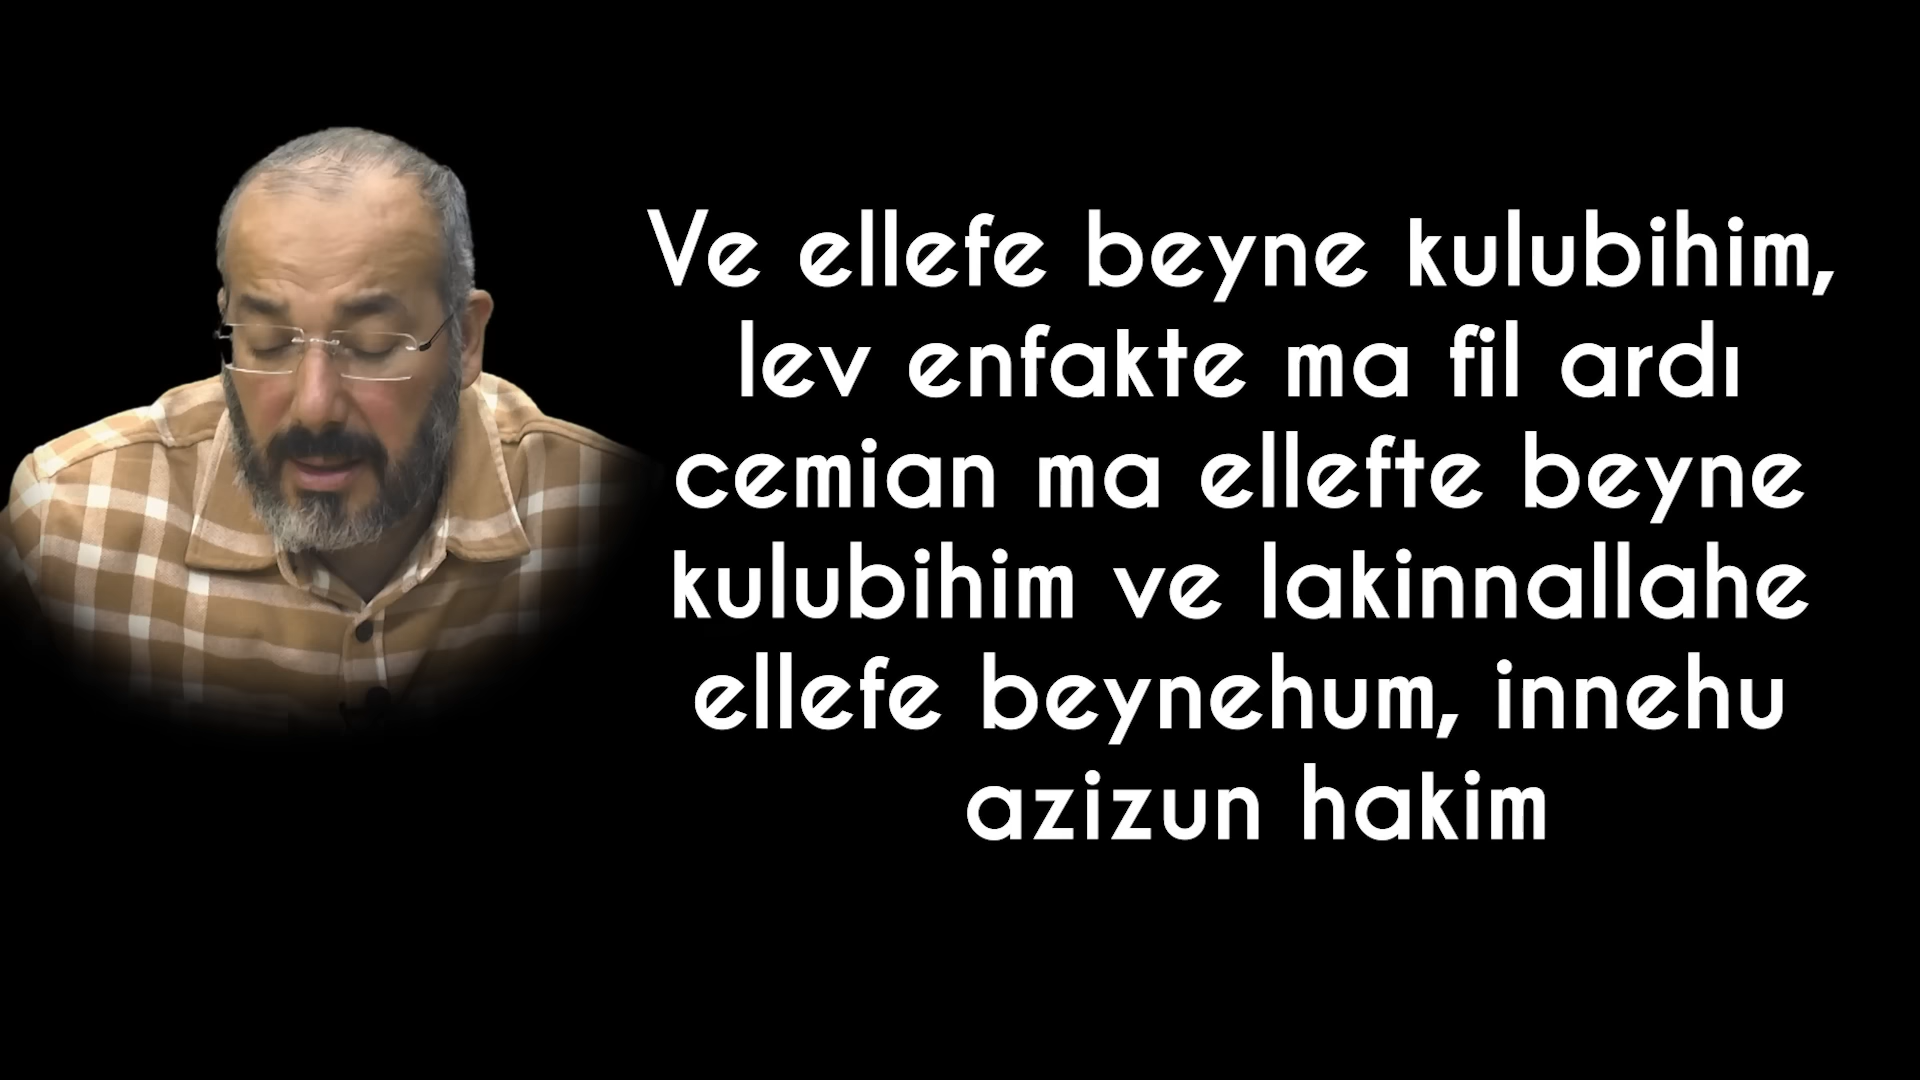 Ve ellefe beyne kulubihim,
lev enfakte ma fil ardı
cemian ma ellefte beyne
kulubihim ve lakinnallahe
ellefe beynehum, innehu
azizun hakim